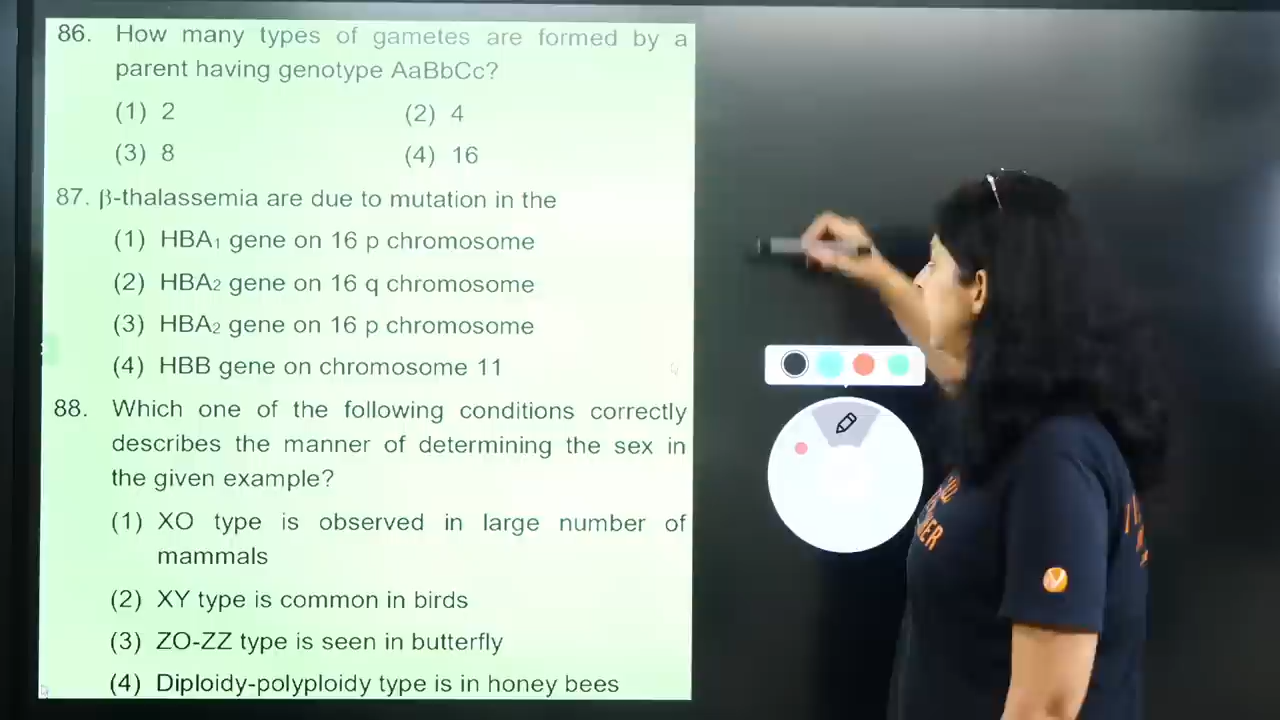 86. How many types of gametes are formed by a
parent having genotype AaBbCc?
(1) 2 (2) 4
(3) 8 (4) 16
87. β-thalassemia are due to mutation in the
(1) HBA₁ gene on 16 p chromosome
(2) HBA₂ gene on 16 q chromosome
(3) HBA₂ gene on 16 p chromosome
(4) HBB gene on chromosome 11
88. Which one of the following conditions correctly
describes the manner of determining the sex in
the given example?
(1) XO type is observed in large number of
mammals
(2) XY type is common in birds
(3) ZO-ZZ type is seen in butterfly
(4) Diploidy-polyploidy type is in honey bees